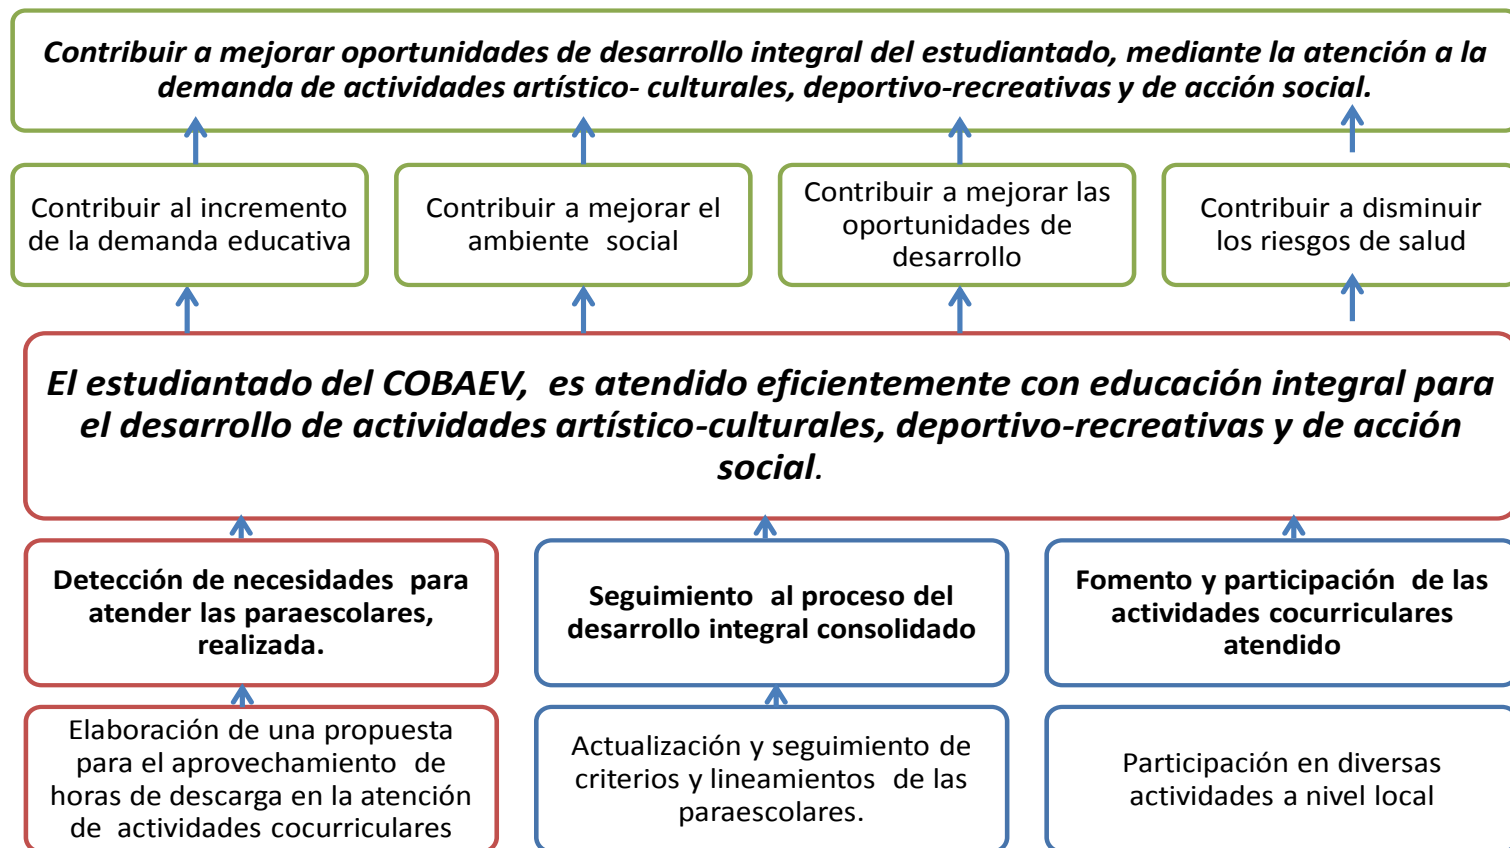 Contribuir a mejorar oportunidades de desarrollo integral del estudiantado, mediante la atención a la
demanda de actividades artístico- culturales, deportivo-recreativas y de acción social.
Contribuir al incremento
de la demanda educativa
Contribuir a mejorar el
ambiente social
Contribuir a mejorar las
oportunidades de
desarrollo
Contribuir a disminuir
los riesgos de salud
El estudiantado del COBAEV, es atendido eficientemente con educación integral para
el desarrollo de actividades artístico-culturales, deportivo-recreativas y de acción
social.
Detección de necesidades para
atender las paraescolares,
realizada.
Seguimiento al proceso del
desarrollo integral consolidado
Fomento y participación de las
actividades cocurriculares
atendido
Elaboración de una propuesta
para el aprovechamiento de
horas de descarga en la atención
de actividades cocurriculares
Actualización y seguimiento de
criterios y lineamientos de las
paraescolares.
Participación en diversas
actividades a nivel local